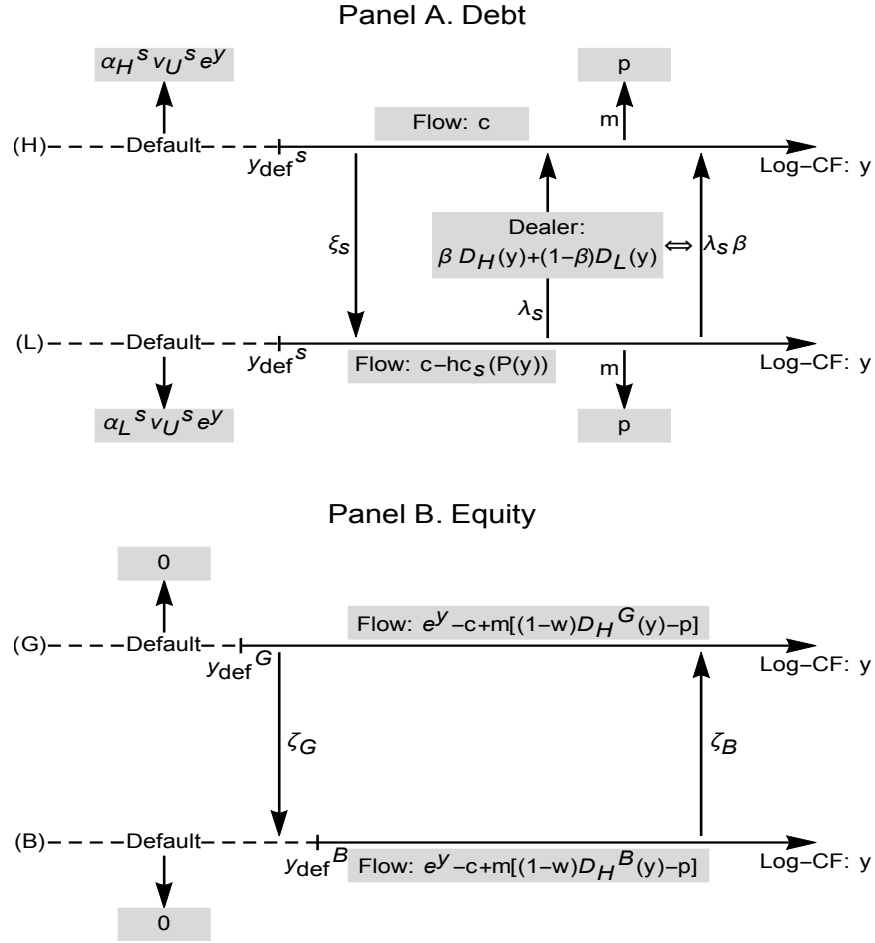 Panel A. Debt
α_H^s v_U^s e^y
p
m
Flow: c
(H) Default
y_def^s
Log-CF: y
ξ_s
Dealer:
β D_H(y)+(1-β)D_L(y)
⇔ λ_s β
λ_s
(L) Default
y_def^s
Flow: c-hc_s(P(y))
m
Log-CF: y
α_L^s v_U^s e^y
p
Panel B. Equity
0
Flow: e^y-c+m[(1-w)D_H^G(y)-p]
(G) Default
y_def^G
Log-CF: y
ζ_G
ζ_B
(B) Default
y_def^B
Flow: e^y-c+m[(1-w)D_H^B(y)-p]
Log-CF: y
0